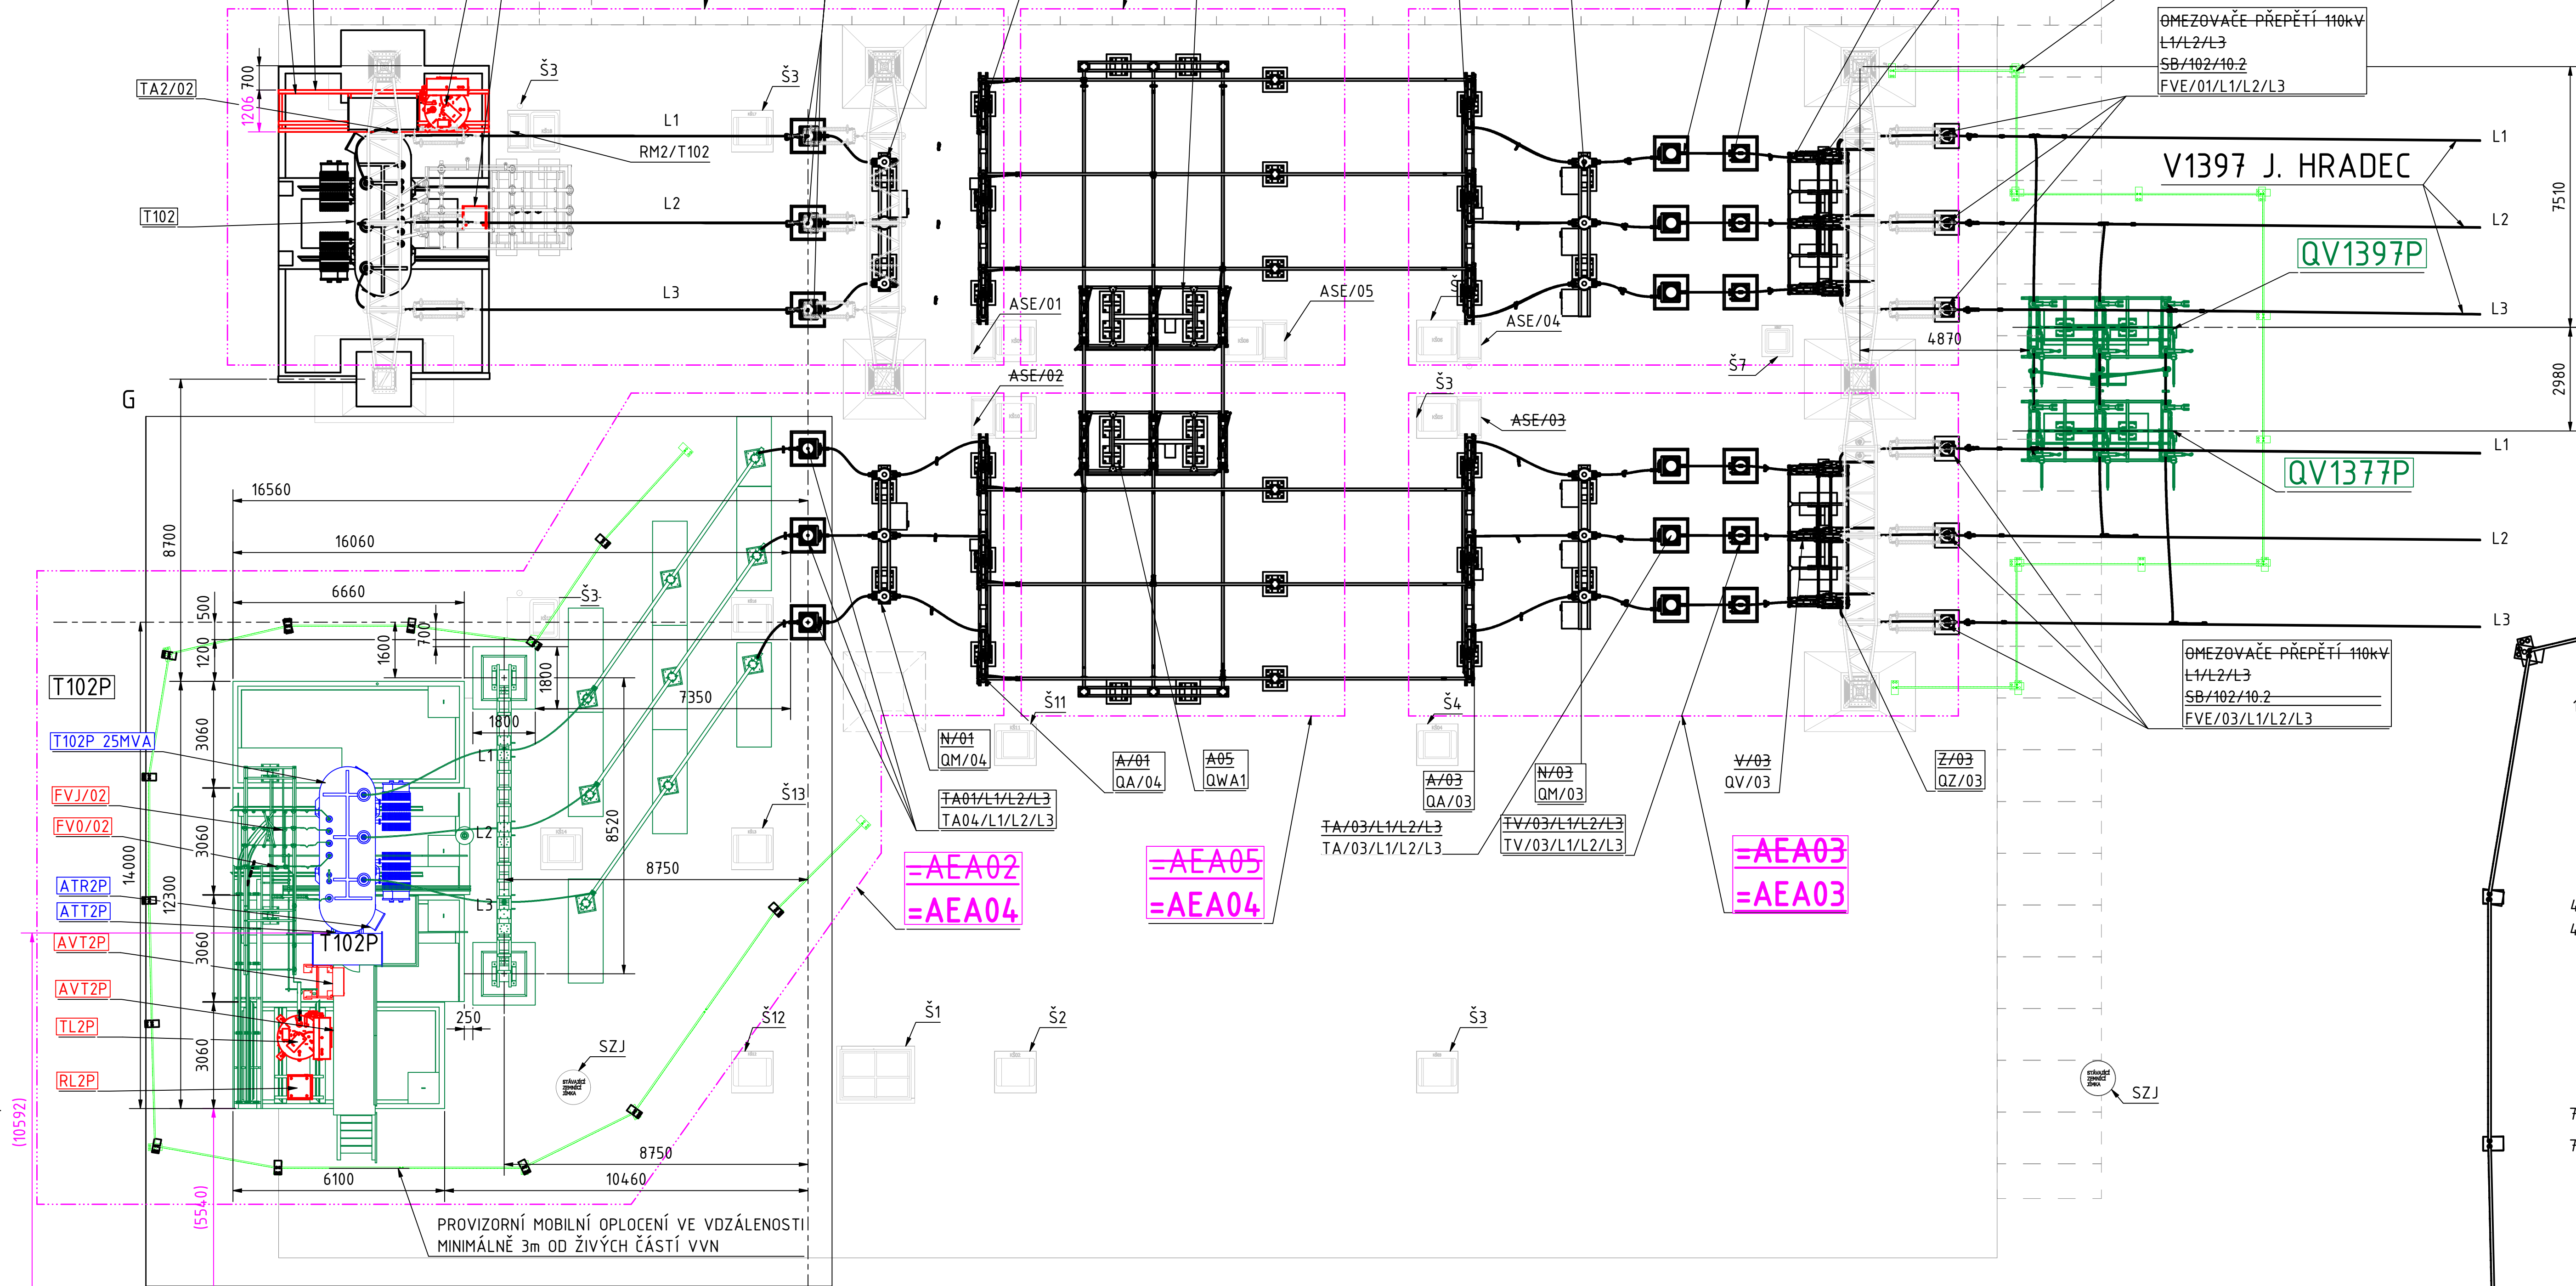 OMEZOVAČE PŘEPĚTÍ 110kV
L1/L2/L3
SB/102/10.2
FVE/01/L1/L2/L3
TA2/02
700
1206
Š3
Š3
L1
RM2/T102
T102
L2
L3
L1
V1397 J. HRADEC
L2
QV1397P
L3
7510
2980
4870
ASE/01
ASE/05
ASE/04
Š7
ASE/02
Š3
ASE/03
G
L1
QV1377P
L2
L3
16560
8700
16060
6660
500
700
1200
1600
Š3
1800
7350
1800
T102P
T102P 25MVA
FVJ/02
FV0/02
ATR2P
ATT2P
AVT2P
AVT2P
TL2P
RL2P
3060
3060
3060
3060
14000
12300
L1
L2
L3
T102P
8520
8750
250
Š11
Š4
Š13
N/01
QM/04
A/01
QA/04
A05
QWA1
A/03
QA/03
N/03
QM/03
V/03
QV/03
Z/03
QZ/03
OMEZOVAČE PŘEPĚTÍ 110kV
L1/L2/L3
SB/102/10.2
FVE/03/L1/L2/L3
TA01/L1/L2/L3
TA04/L1/L2/L3
TA/03/L1/L2/L3
TA/03/L1/L2/L3
TV/03/L1/L2/L3
TV/03/L1/L2/L3
=AEA02
=AEA04
=AEA05
=AEA04
=AEA03
=AEA03
Š12
Š1
Š2
Š3
SZJ
STÁVAJÍCÍ
ZEMNÍCÍ
JÍMKA
STÁVAJÍCÍ
ZEMNÍCÍ
JÍMKA
SZJ
(10592)
(5540)
8750
6100
10460
PROVIZORNÍ MOBILNÍ OPLOCENÍ VE VDZÁLENOSTI
MINIMÁLNĚ 3m OD ŽIVÝCH ČÁSTÍ VVN